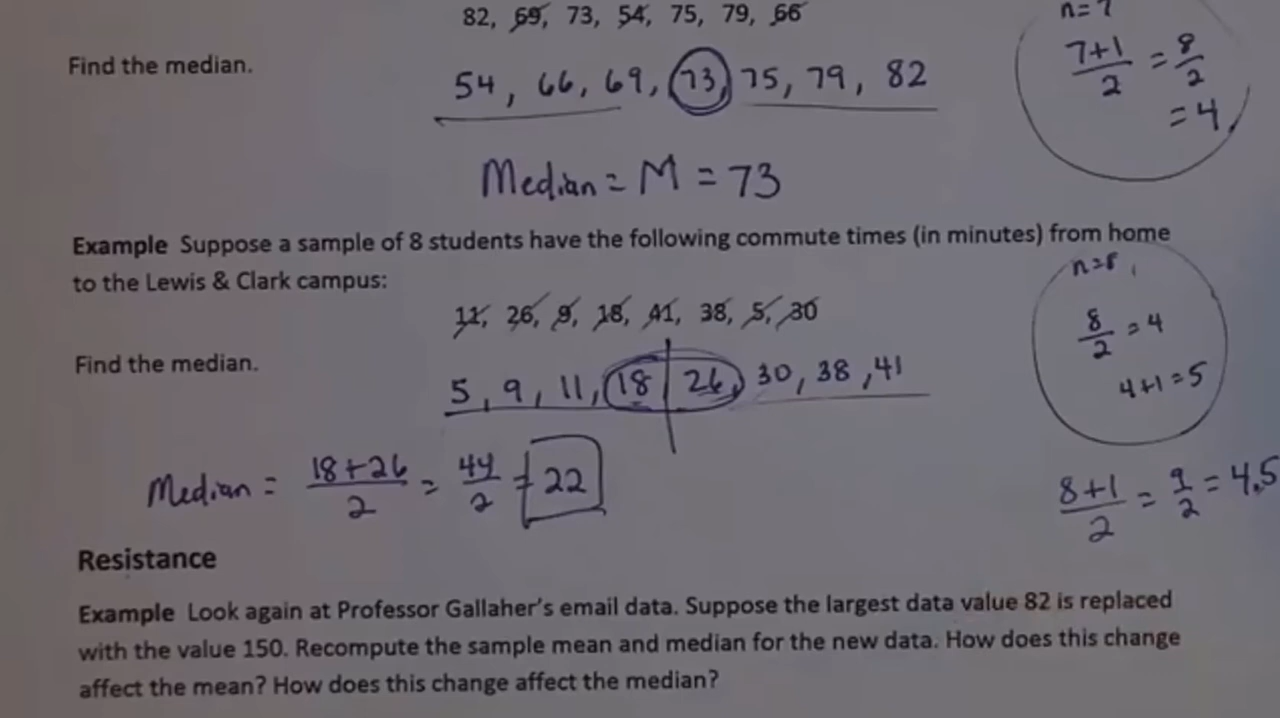 82, 69, 73, 54, 75, 79, 66
n=7
Find the median.
54, 66, 69, 73, 75, 79, 82
7+1/2 = 8/2
= 4
Median = M = 73
Example Suppose a sample of 8 students have the following commute times (in minutes) from home
to the Lewis & Clark campus:
n=8
11, 26, 9, 18, 41, 38, 5, 30
8/2 = 4
Find the median.
5, 9, 11, 18 | 26, 30, 38, 41
4+1=5
Median = 18+26/2 = 44/2 = 22
8+1/2 = 9/2 = 4.5
Resistance
Example Look again at Professor Gallaher's email data. Suppose the largest data value 82 is replaced
with the value 150. Recompute the sample mean and median for the new data. How does this change
affect the mean? How does this change affect the median?